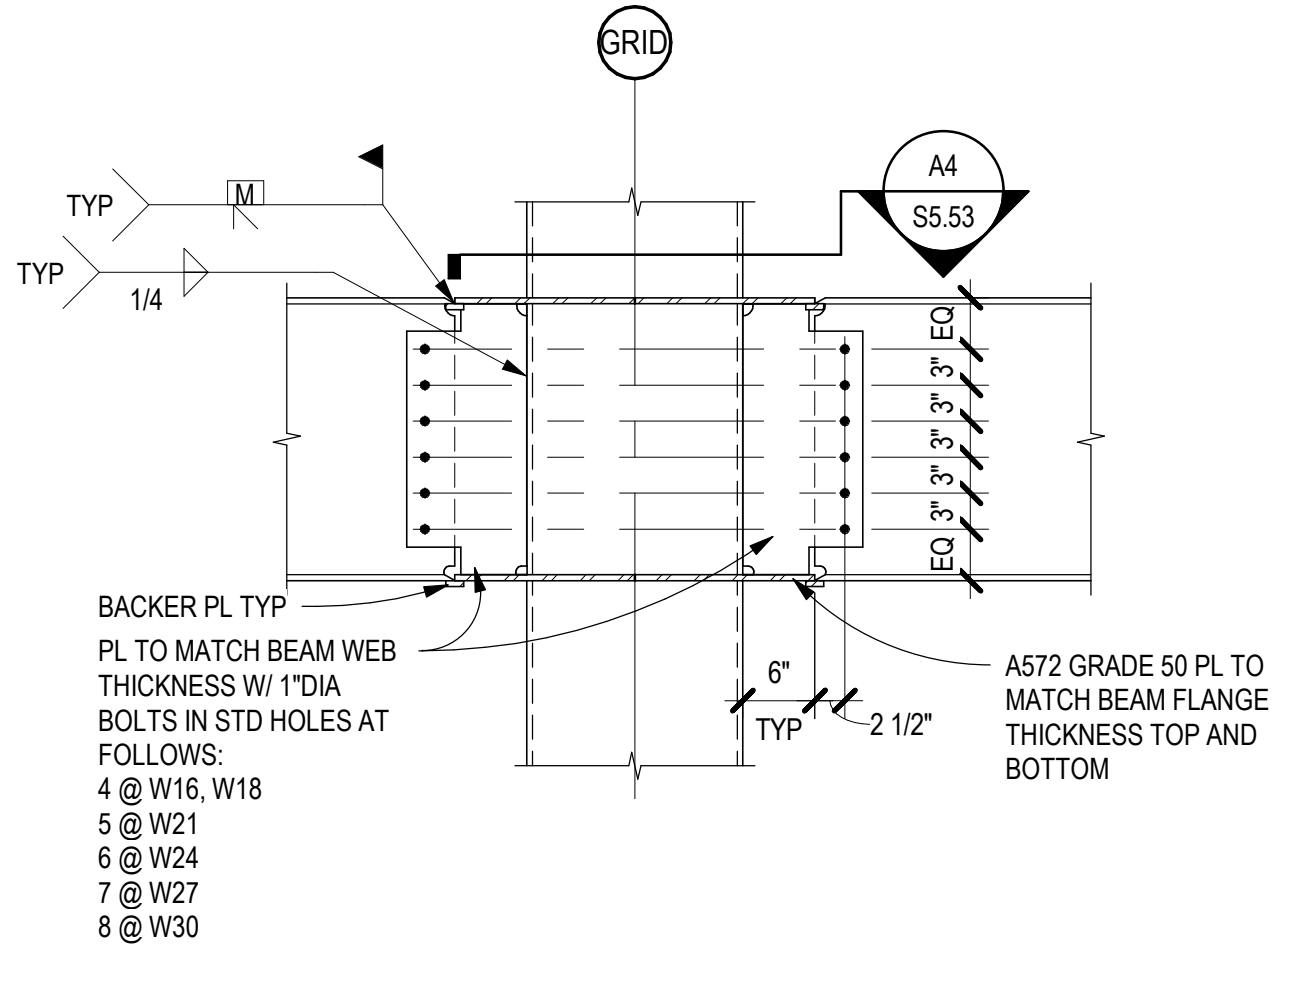 GRID
A4
S5.53
M
TYP
TYP
1/4
EQ
3"
3"
3"
3"
3"
EQ
BACKER PL TYP
PL TO MATCH BEAM WEB
THICKNESS W/ 1"DIA
BOLTS IN STD HOLES AT
FOLLOWS:
4 @ W16, W18
5 @ W21
6 @ W24
7 @ W27
8 @ W30
6"
TYP
2 1/2"
A572 GRADE 50 PL TO
MATCH BEAM FLANGE
THICKNESS TOP AND
BOTTOM